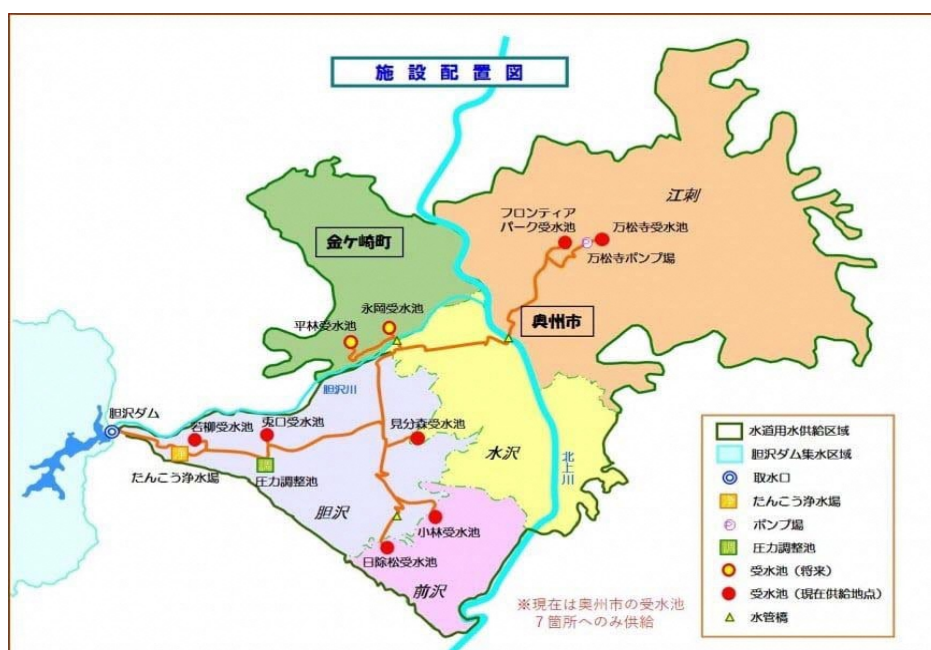 施設配置図
江刺
フロンティア
パーク受水池
万松寺受水池
万松寺ポンプ場
金ケ崎町
永岡受水池
平林受水池
奥州市
胆沢川
胆沢ダム
若柳受水池
見分森受水池
水沢
北上川
たんこう浄水場
圧力調整池
胆沢
小林受水池
日除松受水池
前沢
※現在は奥州市の受水池
7箇所へのみ供給
水道用水供給区域
胆沢ダム集水区域
取水口
浄
たんこう浄水場
ポンプ場
調
圧力調整池
受水池(将来)
受水池(現在供給地点)
水管橋